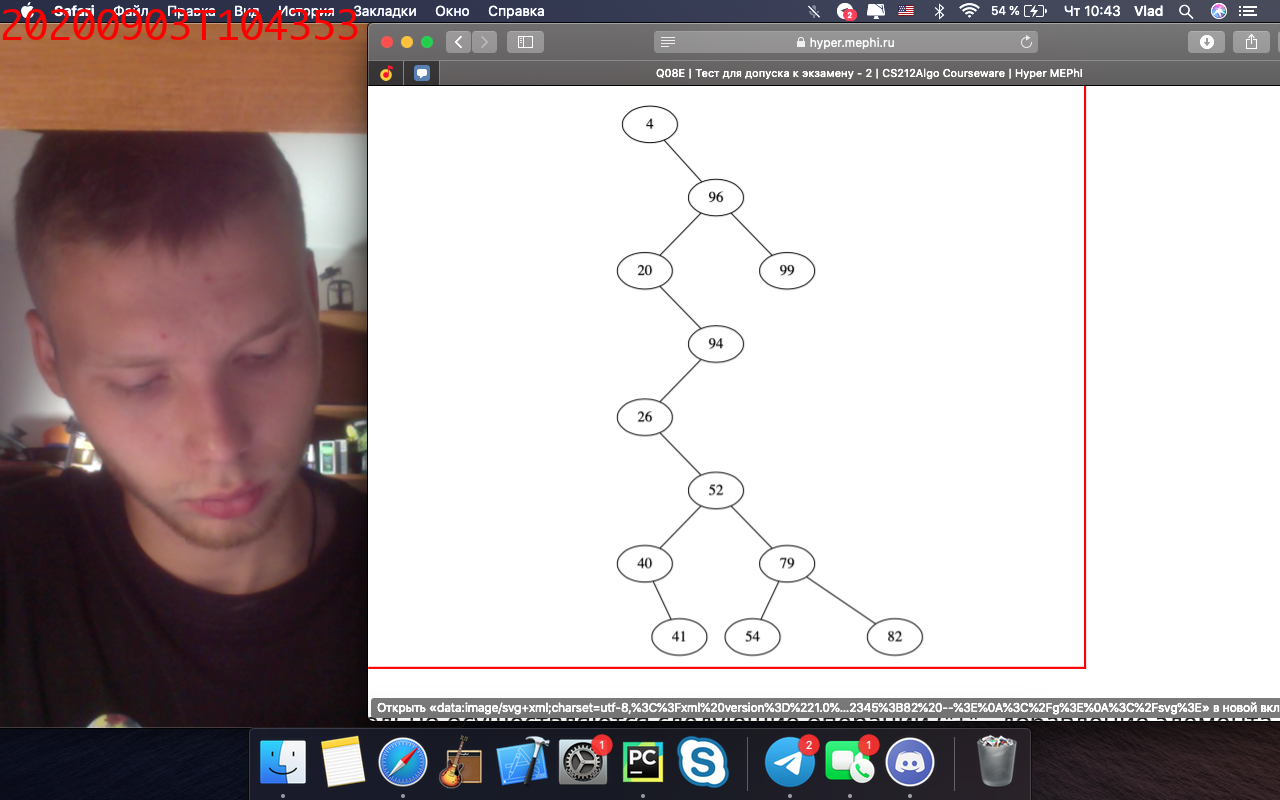 20200903T104353
Safari Файл Правка Вид История Закладки Окно Справка
2
54 %
Чт 10:43 Vlad
hyper.mephi.ru
Q08E | Тест для допуска к экзамену - 2 | CS212Algo Courseware | Hyper MEPhI
4
96
20 99
94
26
52
40 79
41 54 82
Открыть «data:image/svg+xml;charset=utf-8,%3C%3Fxml%20version%3D%221.0%...2345%3B82%20--%3E%0A%3C%2Fg%3E%0A%3C%2Fsvg%3E» в новой вкл
1 PC 2 1